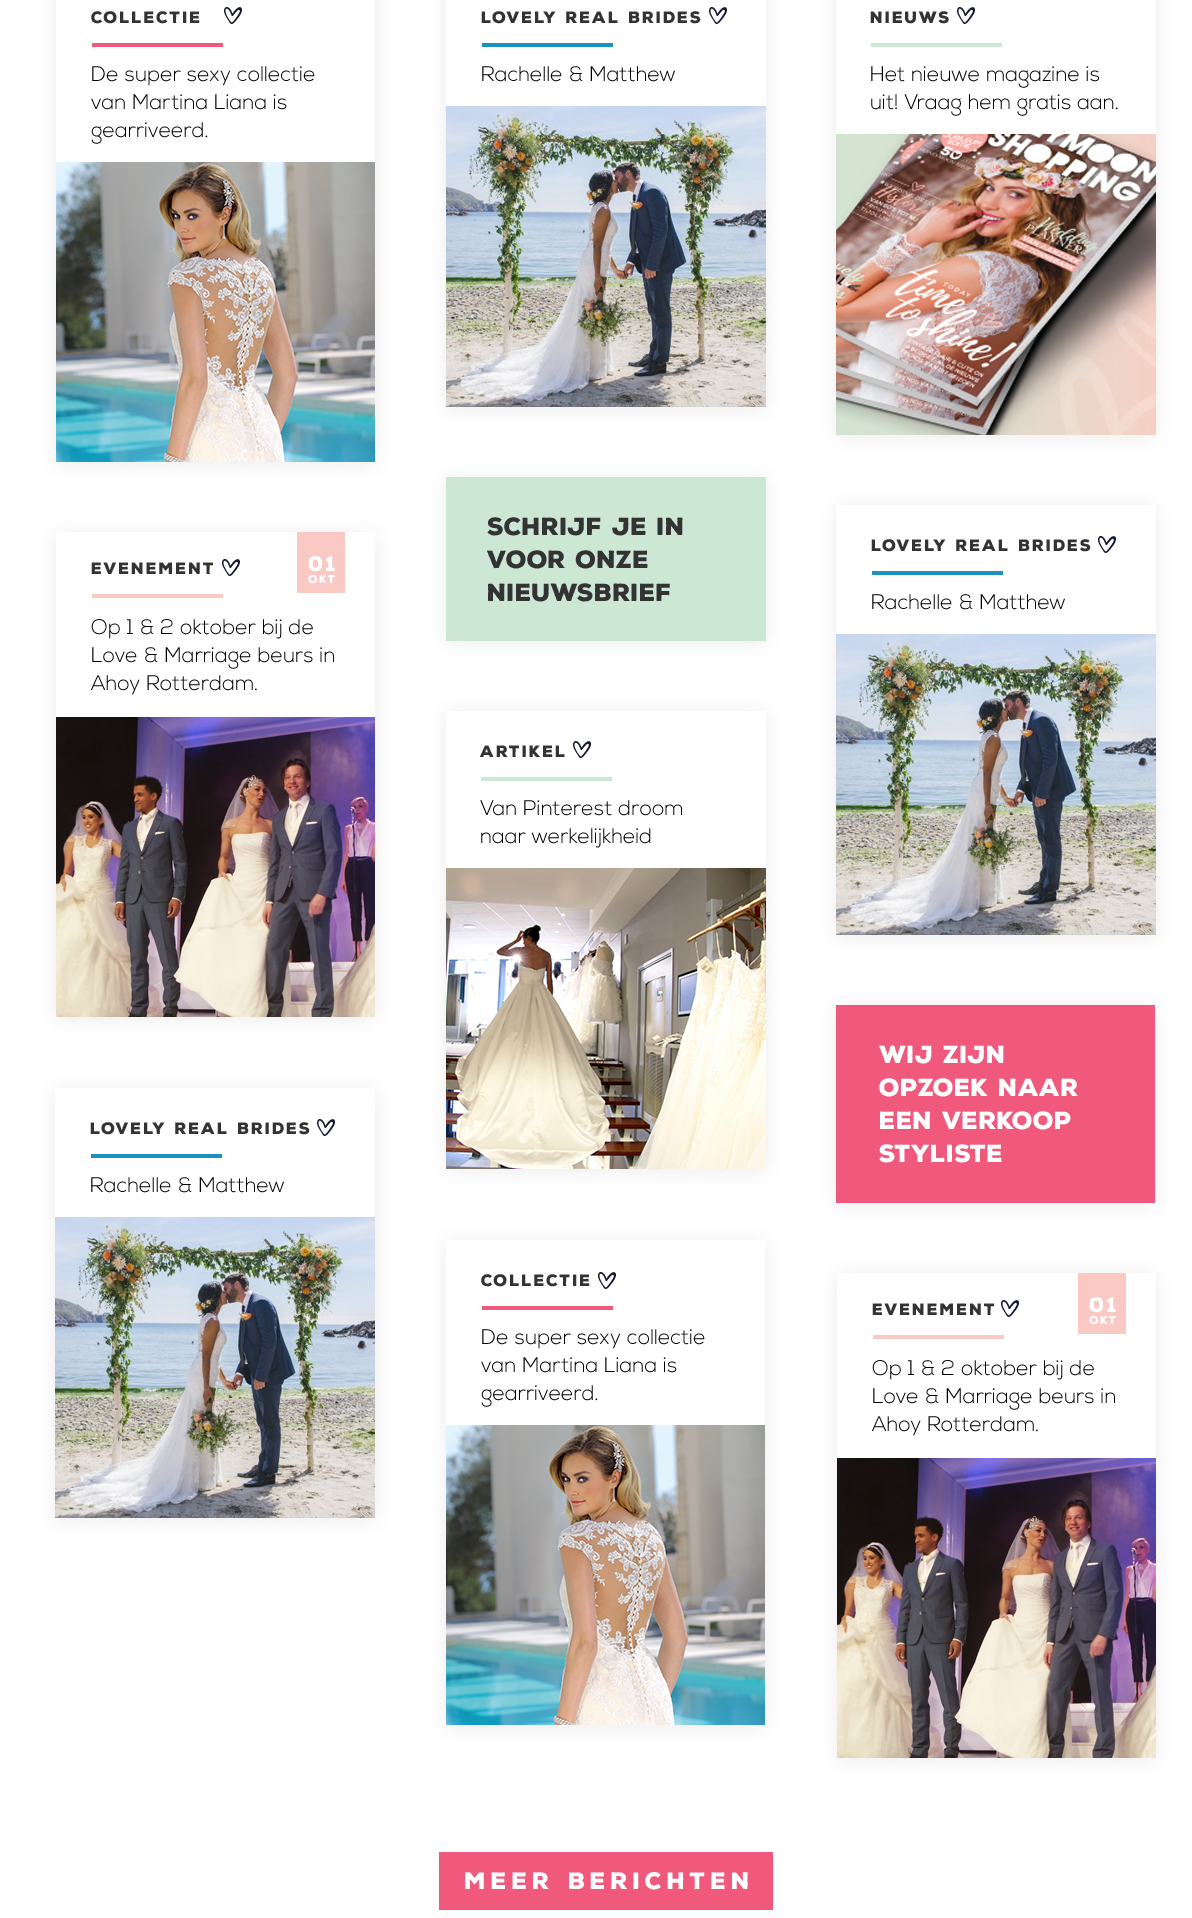 COLLECTIE
De super sexy collectie
van Martina Liana is
gearriveerd.
EVENEMENT
01
OKT
Op 1 & 2 oktober bij de
Love & Marriage beurs in
Ahoy Rotterdam.
LOVELY REAL BRIDES
Rachelle & Matthew
LOVELY REAL BRIDES
Rachelle & Matthew
SCHRIJF JE IN
VOOR ONZE
NIEUWSBRIEF
ARTIKEL
Van Pinterest droom
naar werkelijkheid
COLLECTIE
De super sexy collectie
van Martina Liana is
gearriveerd.
NIEUWS
Het nieuwe magazine is
uit! Vraag hem gratis aan.
SHOPPING
TODAY
time
to shine!
LOVELY REAL BRIDES
Rachelle & Matthew
WIJ ZIJN
OPZOEK NAAR
EEN VERKOOP
STYLISTE
EVENEMENT
01
OKT
Op 1 & 2 oktober bij de
Love & Marriage beurs in
Ahoy Rotterdam.
MEER BERICHTEN